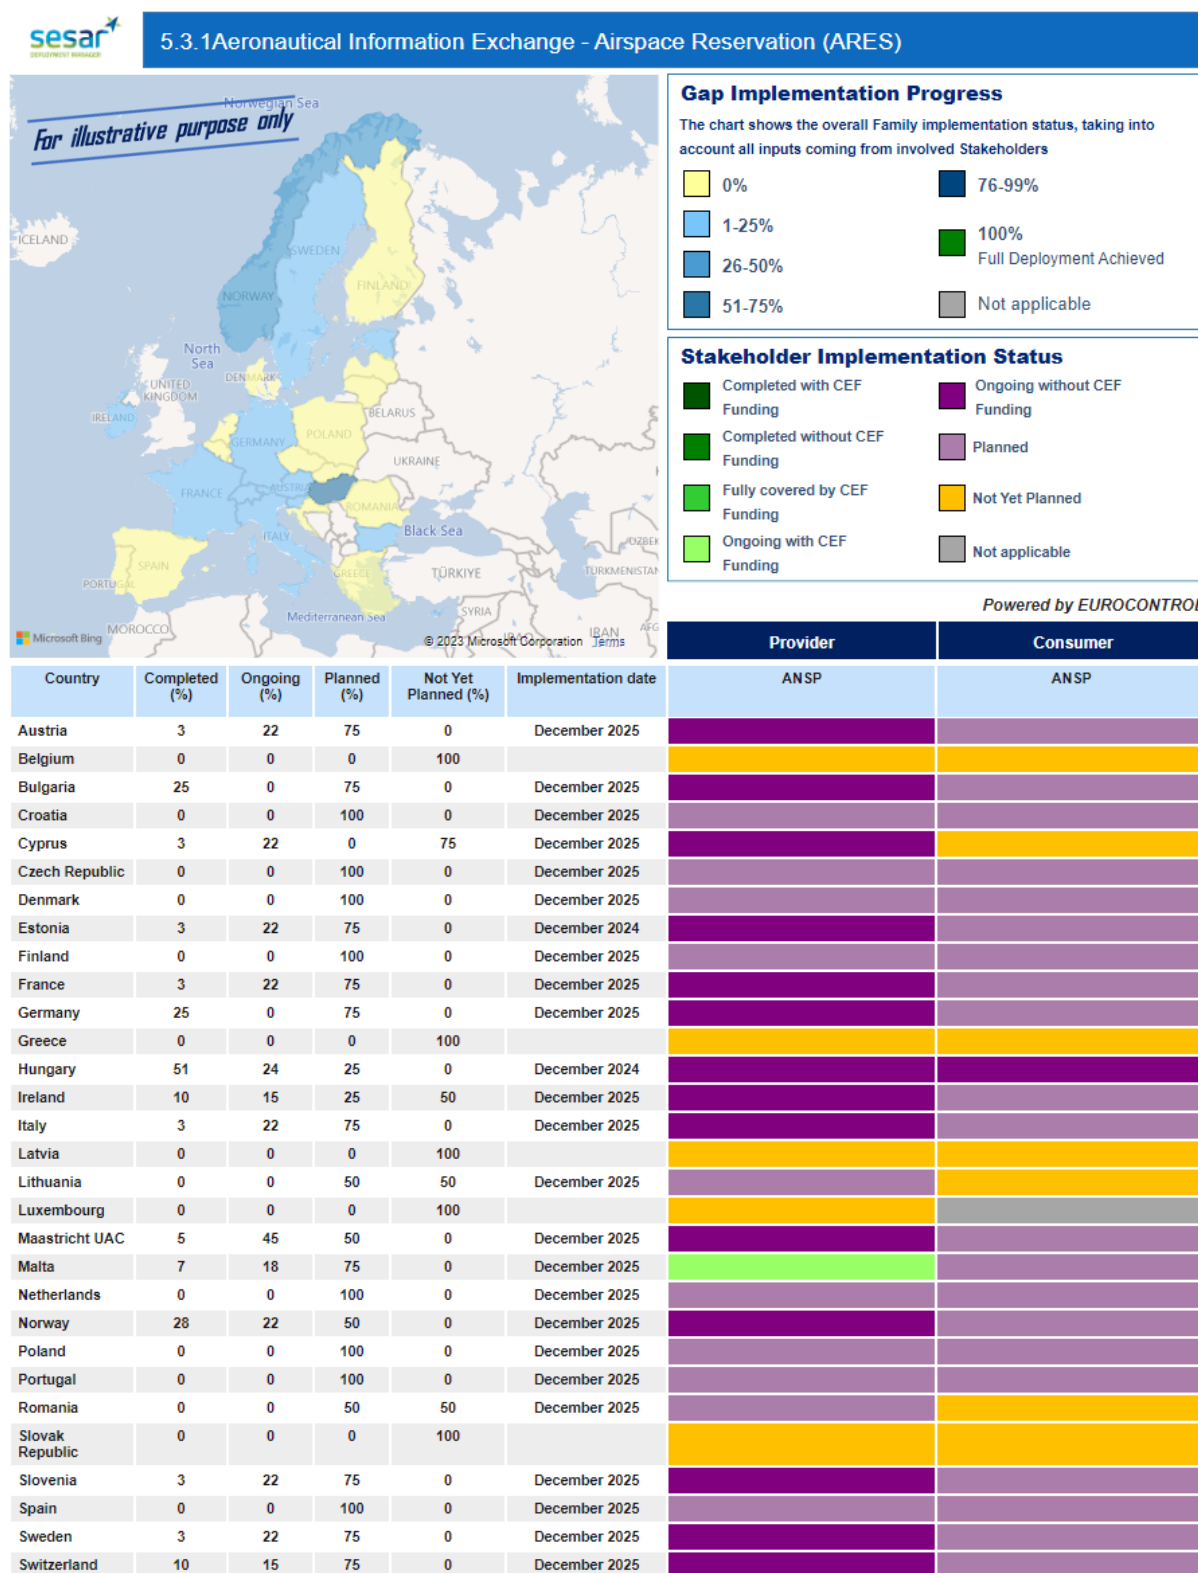 sesar
DEPLOYMENT MANAGER
5.3.1Aeronautical Information Exchange - Airspace Reservation (ARES)
For illustrative purpose only
Norwegian Sea
ICELAND
SWEDEN
FINLAND
NORWAY
North
Sea
DENMARK
UNITED
KINGDOM
IRELAND
BELARUS
POLAND
GERMANY
UKRAINE
FRANCE
AUSTRIA
ROMANIA
ITALY
Black Sea
UZBEK
SPAIN
PORTUGAL
GREECE
TÜRKIYE
TURKMENISTAN
SYRIA
Mediterranean Sea
MOROCCO
IRAQ
IRAN
AFG
Microsoft Bing
© 2023 Microsoft Corporation Terms
Gap Implementation Progress
The chart shows the overall Family implementation status, taking into
account all inputs coming from involved Stakeholders
0%
76-99%
1-25%
100%
Full Deployment Achieved
26-50%
51-75%
Not applicable
Stakeholder Implementation Status
Completed with CEF
Funding
Ongoing without CEF
Funding
Completed without CEF
Funding
Planned
Fully covered by CEF
Funding
Not Yet Planned
Ongoing with CEF
Funding
Not applicable
Powered by EUROCONTROL
Provider Consumer
Country Completed (%) Ongoing (%) Planned (%) Not Yet Planned (%) Implementation date ANSP ANSP
Austria 3 22 75 0 December 2025
Belgium 0 0 0 100
Bulgaria 25 0 75 0 December 2025
Croatia 0 0 100 0 December 2025
Cyprus 3 22 0 75 December 2025
Czech Republic 0 0 100 0 December 2025
Denmark 0 0 100 0 December 2025
Estonia 3 22 75 0 December 2024
Finland 0 0 100 0 December 2025
France 3 22 75 0 December 2025
Germany 25 0 75 0 December 2025
Greece 0 0 0 100
Hungary 51 24 25 0 December 2024
Ireland 10 15 25 50 December 2025
Italy 3 22 75 0 December 2025
Latvia 0 0 0 100
Lithuania 0 0 50 50 December 2025
Luxembourg 0 0 0 100
Maastricht UAC 5 45 50 0 December 2025
Malta 7 18 75 0 December 2025
Netherlands 0 0 100 0 December 2025
Norway 28 22 50 0 December 2025
Poland 0 0 100 0 December 2025
Portugal 0 0 100 0 December 2025
Romania 0 0 50 50 December 2025
Slovak Republic 0 0 0 100
Slovenia 3 22 75 0 December 2025
Spain 0 0 100 0 December 2025
Sweden 3 22 75 0 December 2025
Switzerland 10 15 75 0 December 2025